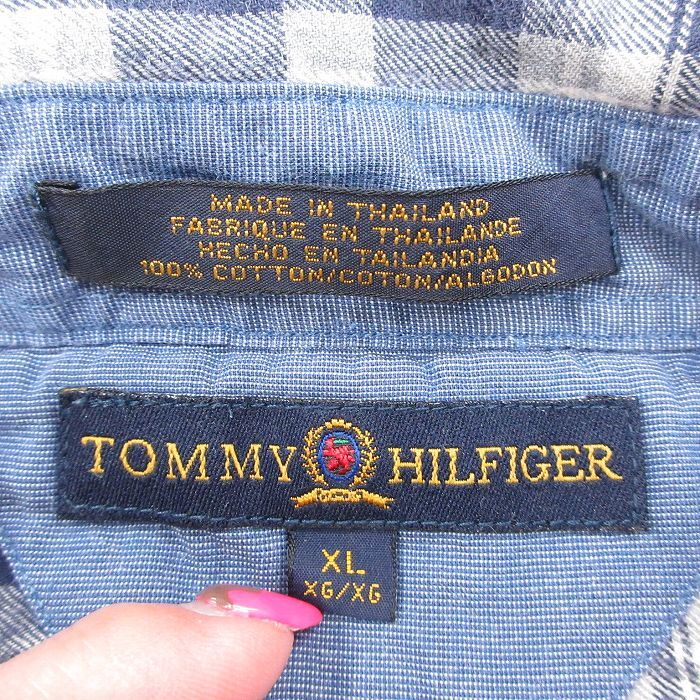 MADE IN THAILAND
FABRIQUE EN THAILANDE
HECHO EN TAILANDIA
100% COTTON/COTON/ALGODON
TOMMY HILFIGER
XL
XG/XG